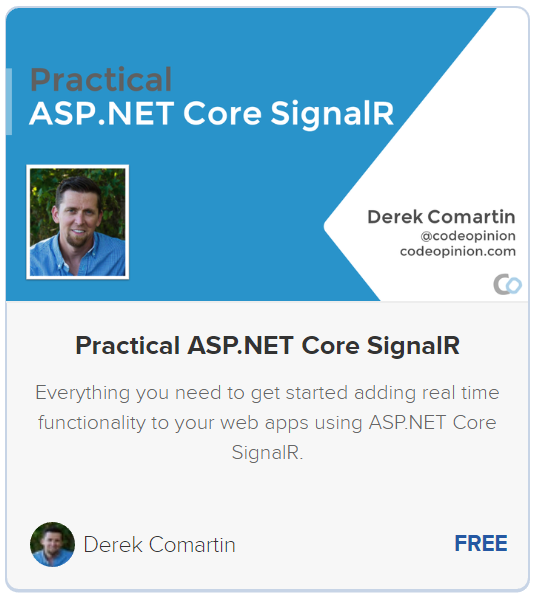 Practical
ASP.NET Core SignalR
Derek Comartin
@codeopinion
codeopinion.com
Practical ASP.NET Core SignalR
Everything you need to get started adding real time
functionality to your web apps using ASP.NET Core
SignalR.
Derek Comartin
FREE